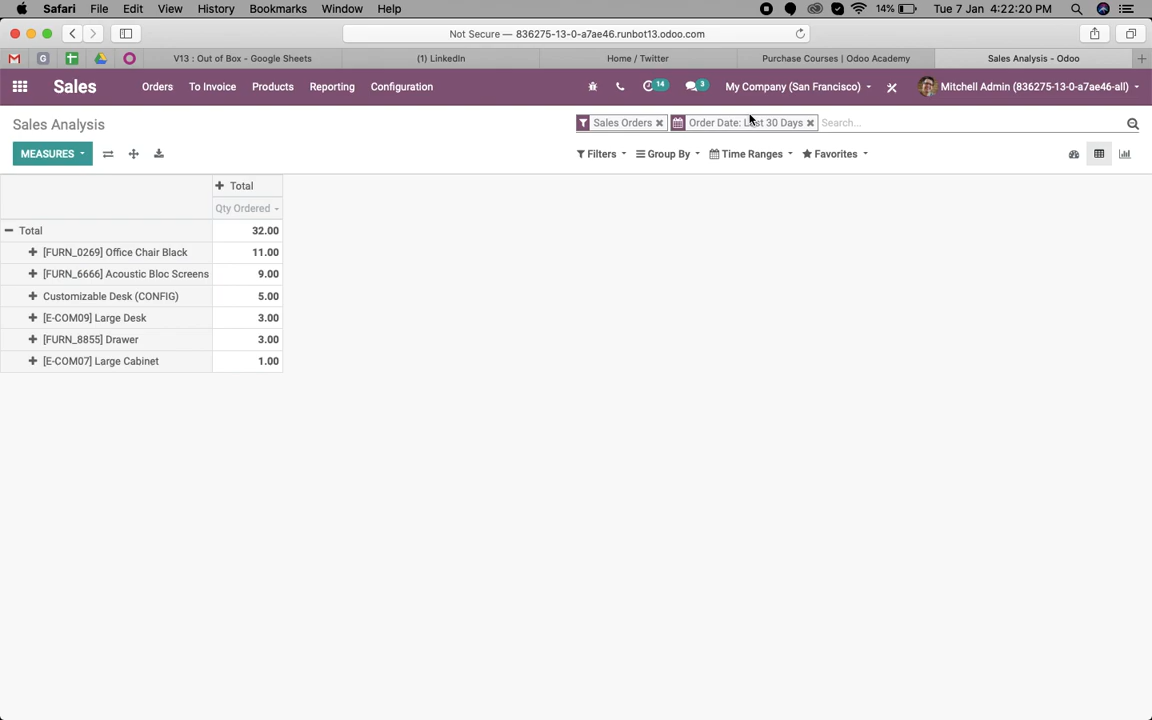 Safari File Edit View History Bookmarks Window Help 14% Tue 7 Jan 4:22:20 PM
Not Secure — 836275-13-0-a7ae46.runbot13.odoo.com
V13 : Out of Box - Google Sheets (1) LinkedIn Home / Twitter Purchase Courses | Odoo Academy Sales Analysis - Odoo
Sales Orders To Invoice Products Reporting Configuration 14 3 My Company (San Francisco) Mitchell Admin (836275-13-0-a7ae46-all)
Sales Analysis Sales Orders Order Date: Last 30 Days Search...
MEASURES Filters Group By Time Ranges Favorites
Total
Qty Ordered
Total 32.00
[FURN_0269] Office Chair Black 11.00
[FURN_6666] Acoustic Bloc Screens 9.00
Customizable Desk (CONFIG) 5.00
[E-COM09] Large Desk 3.00
[FURN_8855] Drawer 3.00
[E-COM07] Large Cabinet 1.00